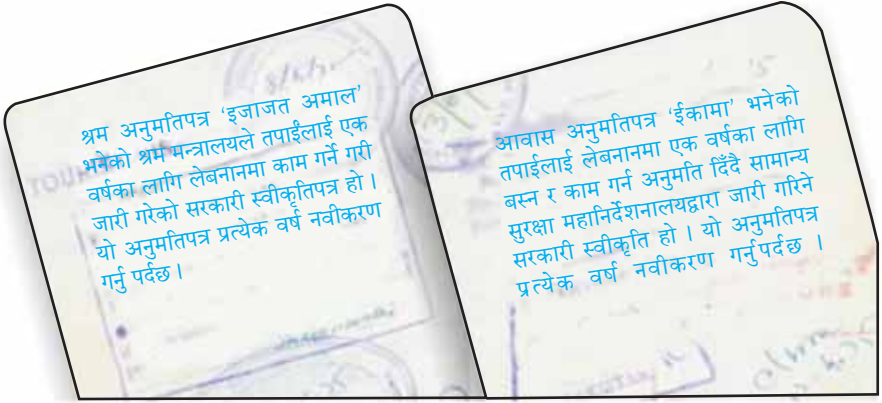 श्रम अनुमतिपत्र ‘इजाजत अमाल’
भनेको श्रम मन्त्रालयले तपाईंलाई एक
वर्षका लागि लेबनानमा काम गर्ने गरी
जारी गरेको सरकारी स्वीकृतिपत्र हो ।
यो अनुमतिपत्र प्रत्येक वर्ष नवीकरण
गर्नु पर्दछ ।
आवास अनुमतिपत्र ‘ईकामा’ भनेको
तपाईलाई लेबनानमा एक वर्षका लागि
बस्न र काम गर्न अनुमति दिँदै सामान्य
सुरक्षा महानिर्देशनालयद्वारा जारी गरिने
सरकारी स्वीकृति हो । यो अनुमतिपत्र
प्रत्येक वर्ष नवीकरण गर्नुपर्दछ ।